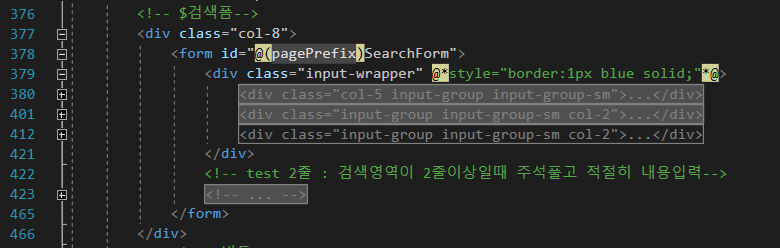 376 <!-- $검색폼-->
377 <div class="col-8">
378 <form id="@(pagePrefix)SearchForm">
379 <div class="input-wrapper" @*style="border:1px blue solid;"*@>
380 <div class="col-5 input-group input-group-sm">...</div>
401 <div class="input-group input-group-sm col-2">...</div>
412 <div class="input-group input-group-sm col-2">...</div>
421 </div>
422 <!-- test 2줄 : 검색영역이 2줄이상일때 주석풀고 적절히 내용입력-->
423 <!-- ... -->
465 </form>
466 </div>